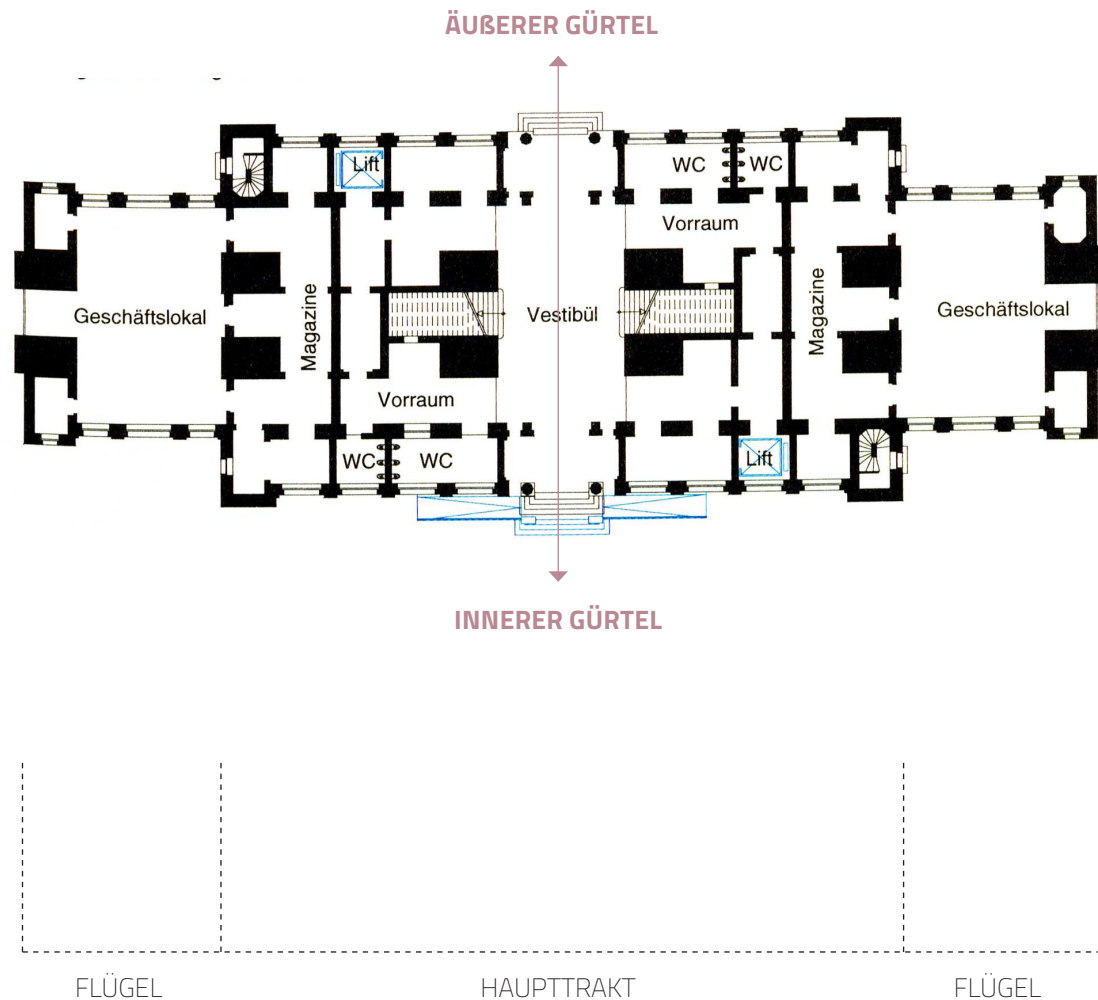 ÄUẞERER GÜRTEL
Lift
WC
WC
Vorraum
Geschäftslokal
Magazine
Vestibül
Magazine
Geschäftslokal
Vorraum
WC
WC
Lift
INNERER GÜRTEL
FLÜGEL
HAUPTTRAKT
FLÜGEL